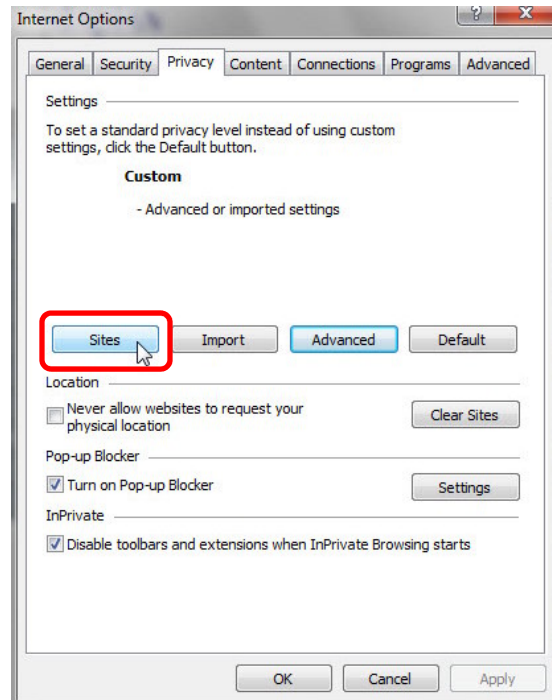 Internet Options
?
X
General Security Privacy Content Connections Programs Advanced
Settings
To set a standard privacy level instead of using custom
settings, click the Default button.
Custom
- Advanced or imported settings
Sites Import Advanced Default
Location
Never allow websites to request your
physical location
Clear Sites
Pop-up Blocker
Turn on Pop-up Blocker
Settings
InPrivate
Disable toolbars and extensions when InPrivate Browsing starts
OK Cancel Apply